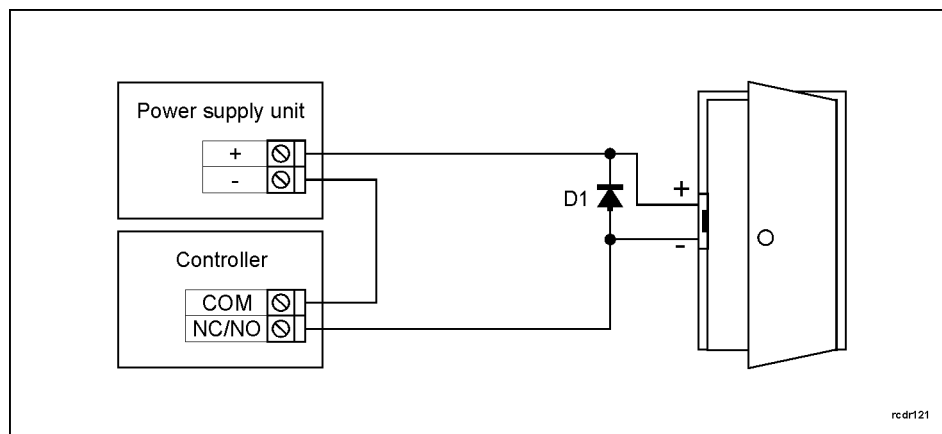 Power supply unit
+
-
Controller
COM
NC/NO
D1
+
-
rcdr121